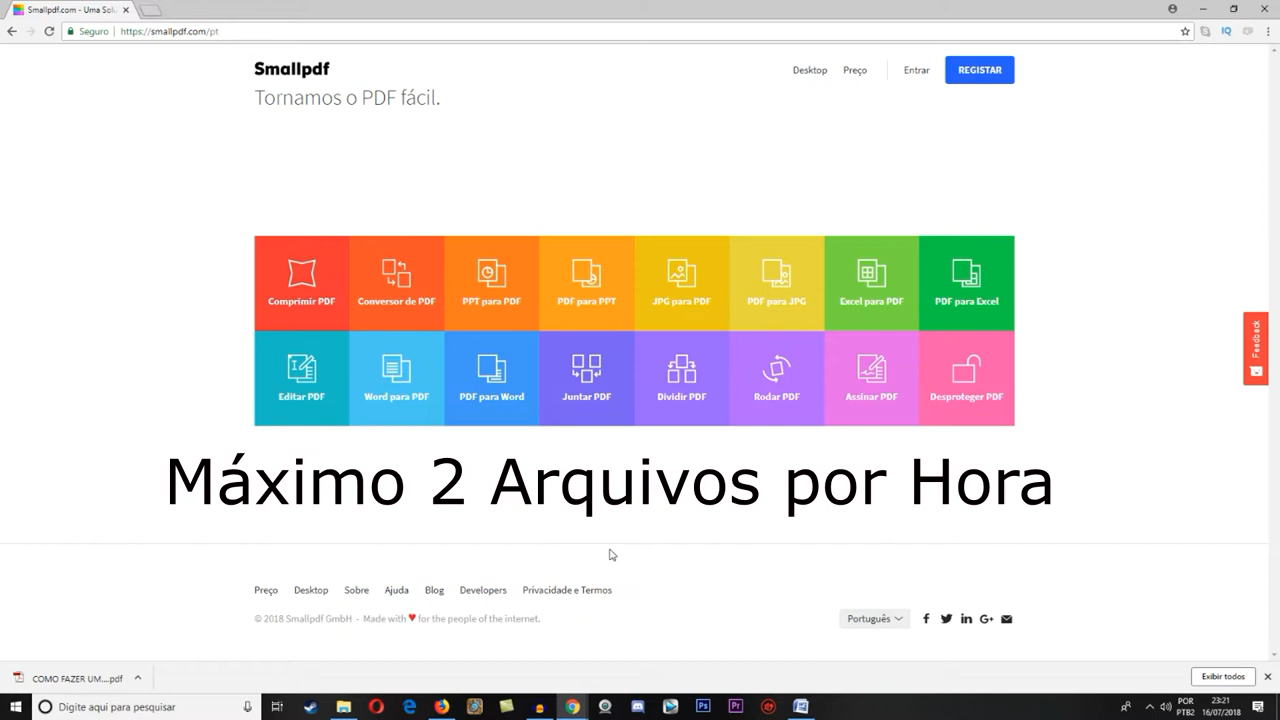 Smallpdf.com - Uma Solu
Seguro https://smallpdf.com/pt
Smallpdf
Tornamos o PDF fácil.
Desktop Preço Entrar REGISTAR
Comprimir PDF Conversor de PDF PPT para PDF PDF para PPT JPG para PDF PDF para JPG Excel para PDF PDF para Excel
Editar PDF Word para PDF PDF para Word Juntar PDF Dividir PDF Rodar PDF Assinar PDF Desproteger PDF
Feedback
Máximo 2 Arquivos por Hora
Preço Desktop Sobre Ajuda Blog Developers Privacidade e Termos
© 2018 Smallpdf GmbH - Made with ♥ for the people of the internet.
Português
COMO FAZER UM....pdf
Exibir todos
Digite aqui para pesquisar
POR 23:21
PTB2 16/07/2018